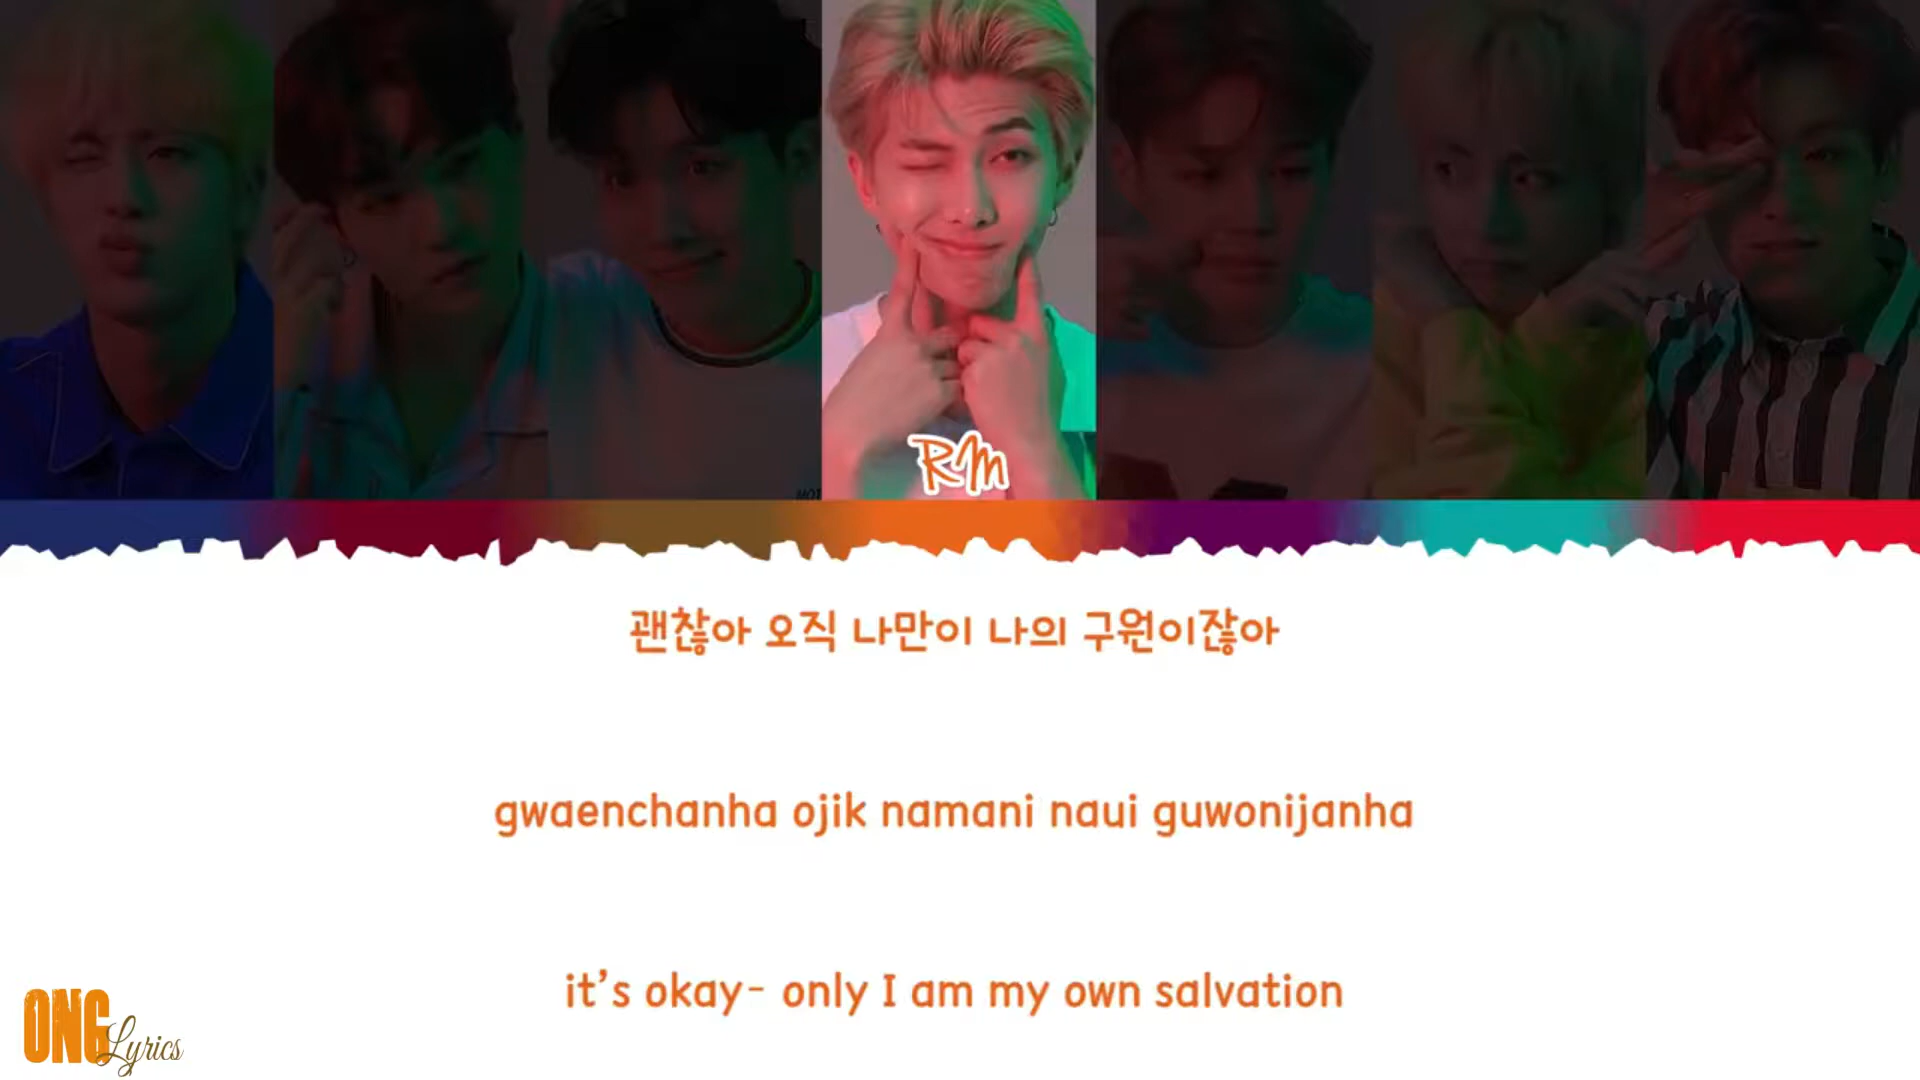 RM
괜찮아 오직 나만이 나의 구원이잖아
gwaenchanha ojik namani naui guwonijanha
it's okay- only I am my own salvation
ONG Lyrics